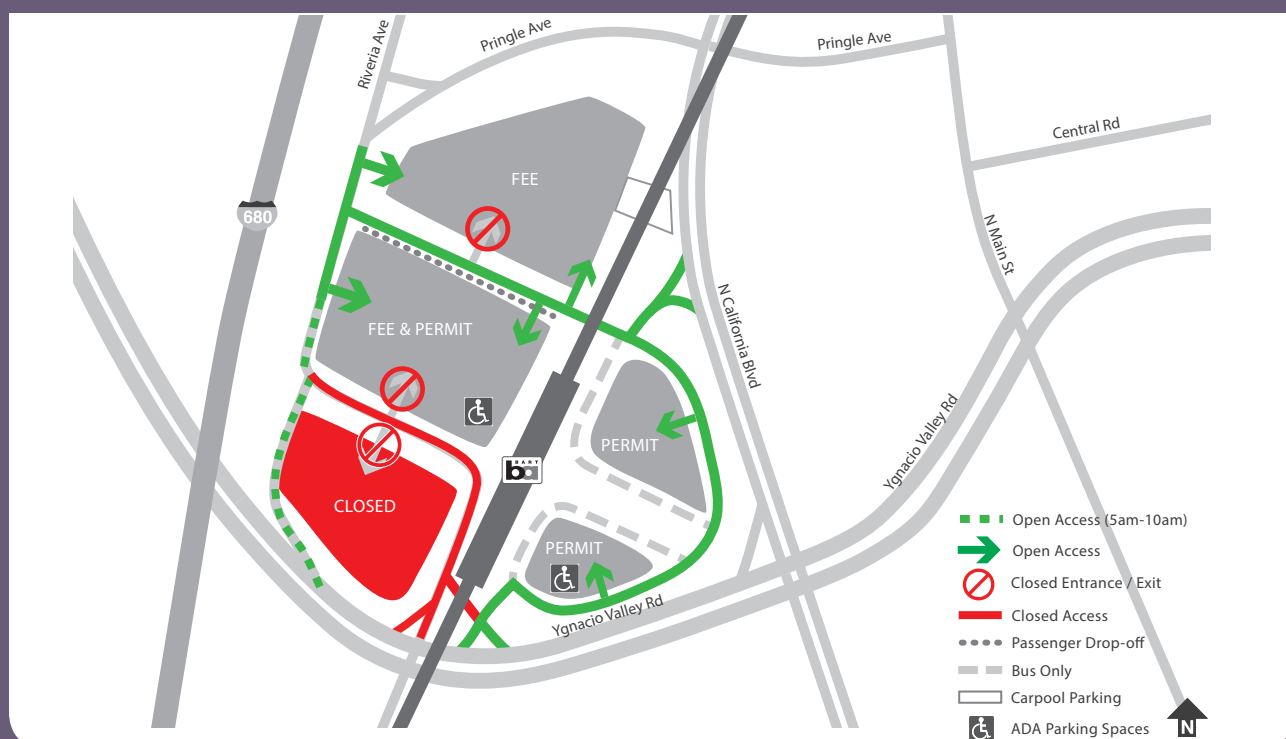 Riveria Ave
Pringle Ave
Pringle Ave
Central Rd
FEE
680
N Main St
FEE & PERMIT
N California Blvd
PERMIT
Ygnacio Valley Rd
BART
ba
CLOSED
PERMIT
Ygnacio Valley Rd
Open Access (5am-10am)
Open Access
Closed Entrance / Exit
Closed Access
Passenger Drop-off
Bus Only
Carpool Parking
ADA Parking Spaces
N